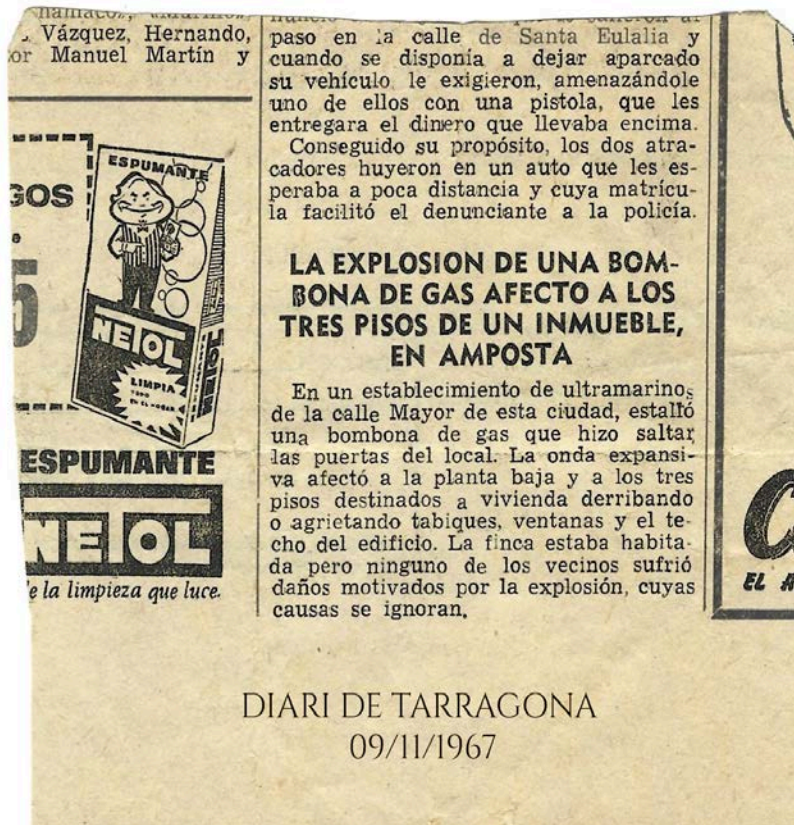 Vázquez, Hernando,
or Manuel Martín y
GOS
5
ESPUMANTE
NETOL
LIMPIA
TODO
EN EL HOGAR
ESPUMANTE
NETOL
e la limpieza que luce.
paso en la calle de Santa Eulalia y
cuando se disponía a dejar aparcado
su vehículo, le exigieron, amenazándole
uno de ellos con una pistola, que les
entregara el dinero que llevaba encima.
Conseguido su propósito, los dos atra-
cadores huyeron en un auto que les es-
peraba a poca distancia y cuya matrícu-
la facilitó el denunciante a la policía.
LA EXPLOSION DE UNA BOM-
BONA DE GAS AFECTO A LOS
TRES PISOS DE UN INMUEBLE,
EN AMPOSTA
En un establecimiento de ultramarinos
de la calle Mayor de esta ciudad, estalló
una bombona de gas que hizo saltar
las puertas del local. La onda expansi-
va afectó a la planta baja y a los tres
pisos destinados a vivienda derribando
o agrietando tabiques, ventanas y el te-
cho del edificio. La finca estaba habita-
da pero ninguno de los vecinos sufrió
daños motivados por la explosión, cuyas
causas se ignoran.
EL
DIARI DE TARRAGONA
09/11/1967